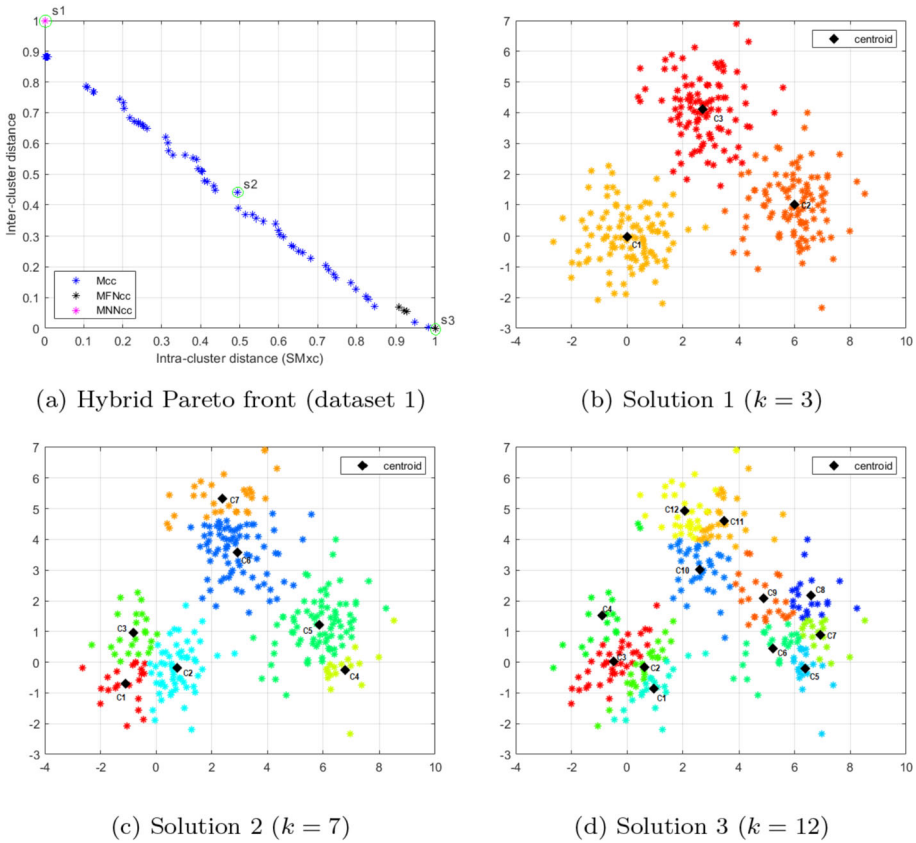 s1
1
0.9
0.8
0.7
0.6
0.5
0.4
0.3
0.2
0.1
0
Inter-cluster distance
s2
s3
Mcc
MFNcc
MNNcc
0 0.1 0.2 0.3 0.4 0.5 0.6 0.7 0.8 0.9 1
Intra-cluster distance (SMxc)
(a) Hybrid Pareto front (dataset 1)
7
6
5
4
3
2
1
0
-1
-2
-3
centroid
C3
C2
C1
-4 -2 0 2 4 6 8 10
(b) Solution 1 (k = 3)
7
6
5
4
3
2
1
0
-1
-2
-3
centroid
C7
C6
C3
C5
C2
C4
C1
-4 -2 0 2 4 6 8 10
(c) Solution 2 (k = 7)
7
6
5
4
3
2
1
0
-1
-2
-3
centroid
C12
C11
C10
C9
C8
C4
C7
C6
C3
C2
C5
C1
-4 -2 0 2 4 6 8 10
(d) Solution 3 (k = 12)